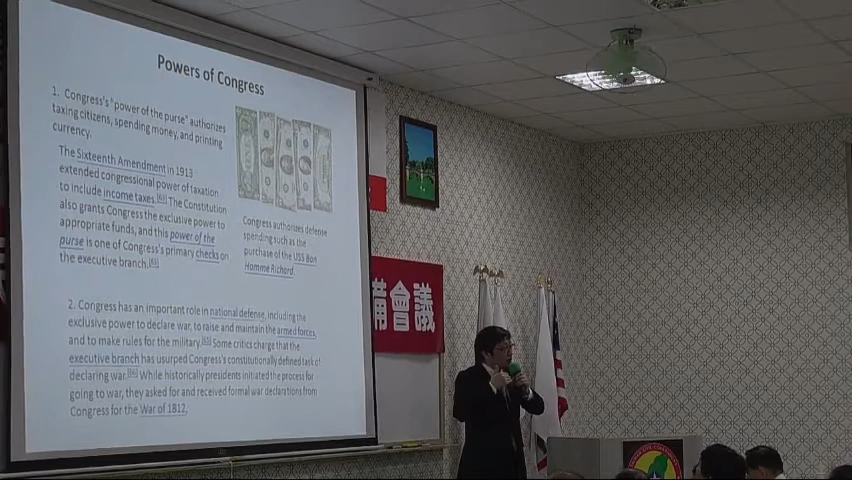 Powers of Congress
1. Congress's "power of the purse" authorizes
taxing citizens, spending money, and printing
currency.
The Sixteenth Amendment in 1913
extended congressional power of taxation
to include income taxes.[63] The Constitution
also grants Congress the exclusive power to
appropriate funds, and this power of the
purse is one of Congress's primary checks on
the executive branch.[63]
Congress authorizes defense
spending such as the
purchase of the USS Bon
Homme Richard.
2. Congress has an important role in national defense, including the
exclusive power to declare war, to raise and maintain the armed forces,
and to make rules for the military.[65] Some critics charge that the
executive branch has usurped Congress's constitutionally defined task of
declaring war.[66] While historically presidents initiated the process for
going to war, they asked for and received formal war declarations from
Congress for the War of 1812,
備會議